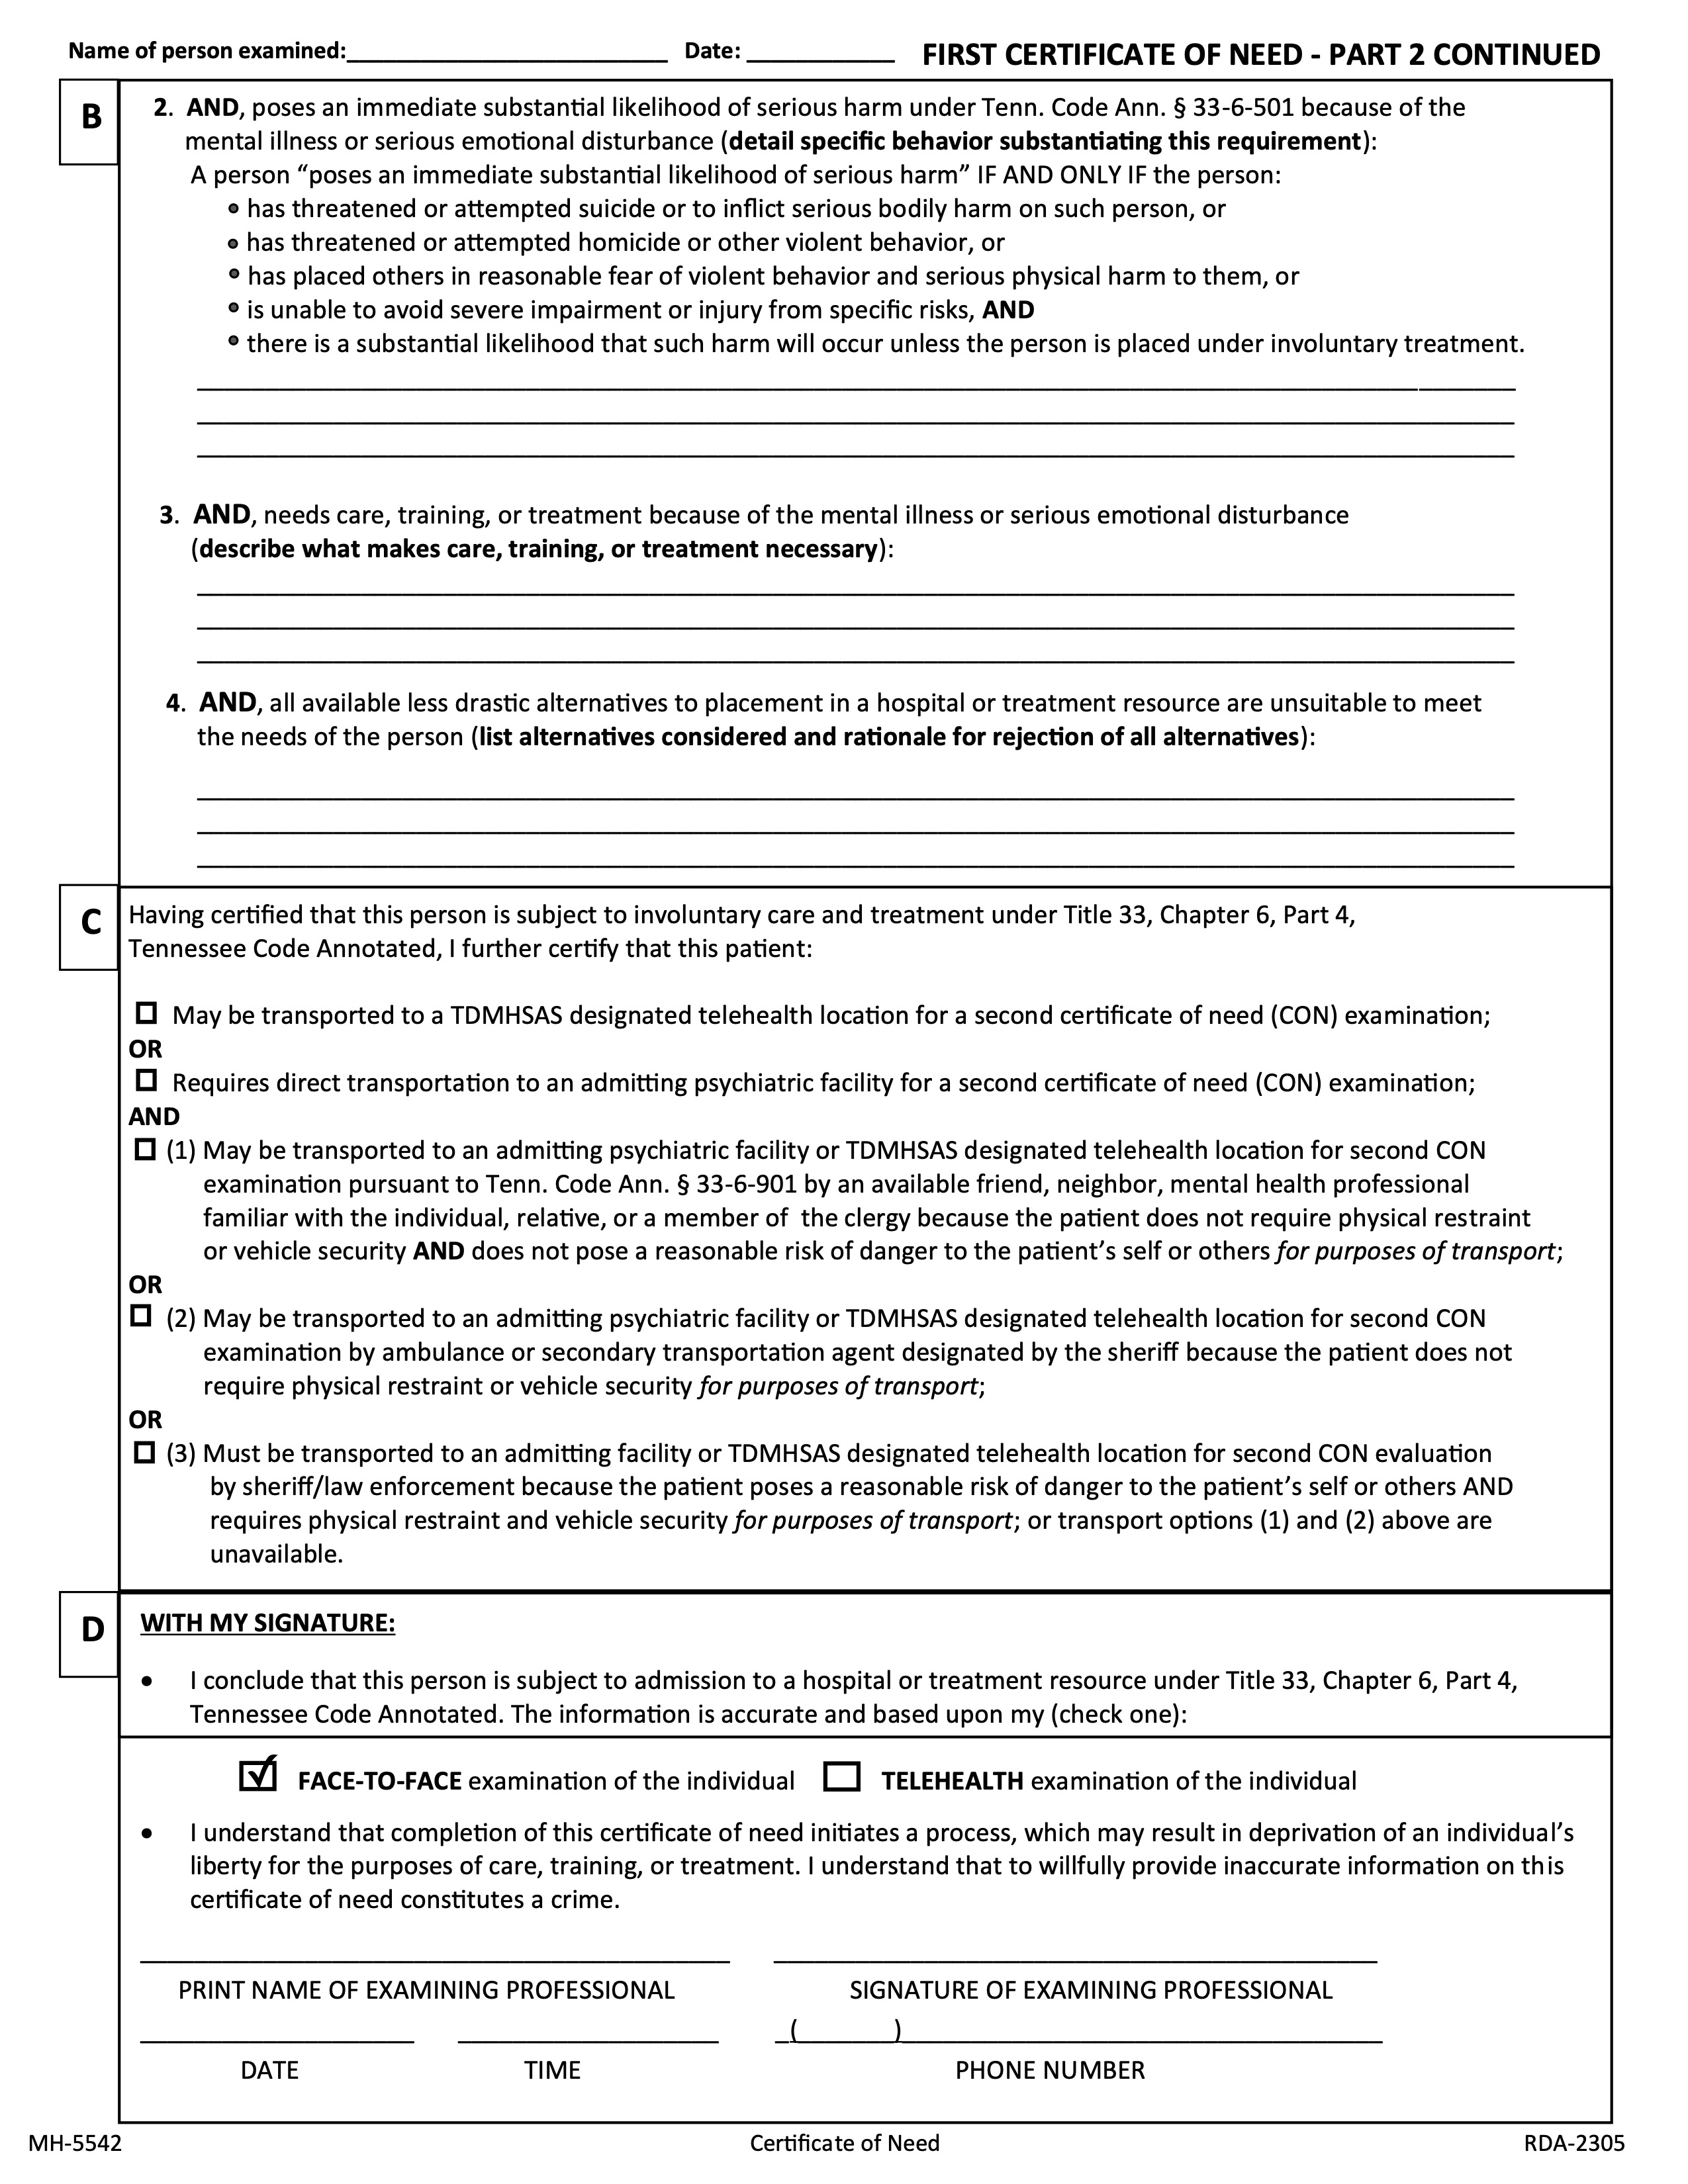 Name of person examined:________________________ Date: ___________ FIRST CERTIFICATE OF NEED - PART 2 CONTINUED
B
2. AND, poses an immediate substantial likelihood of serious harm under Tenn. Code Ann. § 33-6-501 because of the
mental illness or serious emotional disturbance (detail specific behavior substantiating this requirement):
A person “poses an immediate substantial likelihood of serious harm” IF AND ONLY IF the person:
• has threatened or attempted suicide or to inflict serious bodily harm on such person, or
• has threatened or attempted homicide or other violent behavior, or
• has placed others in reasonable fear of violent behavior and serious physical harm to them, or
• is unable to avoid severe impairment or injury from specific risks, AND
• there is a substantial likelihood that such harm will occur unless the person is placed under involuntary treatment.
3. AND, needs care, training, or treatment because of the mental illness or serious emotional disturbance
(describe what makes care, training, or treatment necessary):
4. AND, all available less drastic alternatives to placement in a hospital or treatment resource are unsuitable to meet
the needs of the person (list alternatives considered and rationale for rejection of all alternatives):
C
Having certified that this person is subject to involuntary care and treatment under Title 33, Chapter 6, Part 4,
Tennessee Code Annotated, I further certify that this patient:
☐ May be transported to a TDMHSAS designated telehealth location for a second certificate of need (CON) examination;
OR
☐ Requires direct transportation to an admitting psychiatric facility for a second certificate of need (CON) examination;
AND
☐ (1) May be transported to an admitting psychiatric facility or TDMHSAS designated telehealth location for second CON
examination pursuant to Tenn. Code Ann. § 33-6-901 by an available friend, neighbor, mental health professional
familiar with the individual, relative, or a member of the clergy because the patient does not require physical restraint
or vehicle security AND does not pose a reasonable risk of danger to the patient’s self or others for purposes of transport;
OR
☐ (2) May be transported to an admitting psychiatric facility or TDMHSAS designated telehealth location for second CON
examination by ambulance or secondary transportation agent designated by the sheriff because the patient does not
require physical restraint or vehicle security for purposes of transport;
OR
☐ (3) Must be transported to an admitting facility or TDMHSAS designated telehealth location for second CON evaluation
by sheriff/law enforcement because the patient poses a reasonable risk of danger to the patient’s self or others AND
requires physical restraint and vehicle security for purposes of transport; or transport options (1) and (2) above are
unavailable.
D
WITH MY SIGNATURE:
• I conclude that this person is subject to admission to a hospital or treatment resource under Title 33, Chapter 6, Part 4,
Tennessee Code Annotated. The information is accurate and based upon my (check one):
☑ FACE-TO-FACE examination of the individual ☐ TELEHEALTH examination of the individual
• I understand that completion of this certificate of need initiates a process, which may result in deprivation of an individual’s
liberty for the purposes of care, training, or treatment. I understand that to willfully provide inaccurate information on this
certificate of need constitutes a crime.
PRINT NAME OF EXAMINING PROFESSIONAL SIGNATURE OF EXAMINING PROFESSIONAL
_(_______)____________________
DATE TIME PHONE NUMBER
MH-5542 Certificate of Need RDA-2305